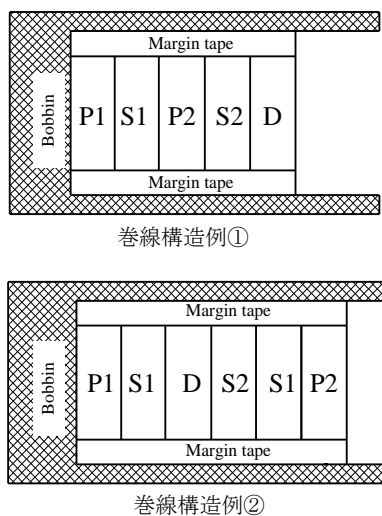 Margin tape
Bobbin
P1 S1 P2 S2 D
Margin tape
巻線構造例①
Margin tape
Bobbin
P1 S1 D S2 S1 P2
Margin tape
巻線構造例②